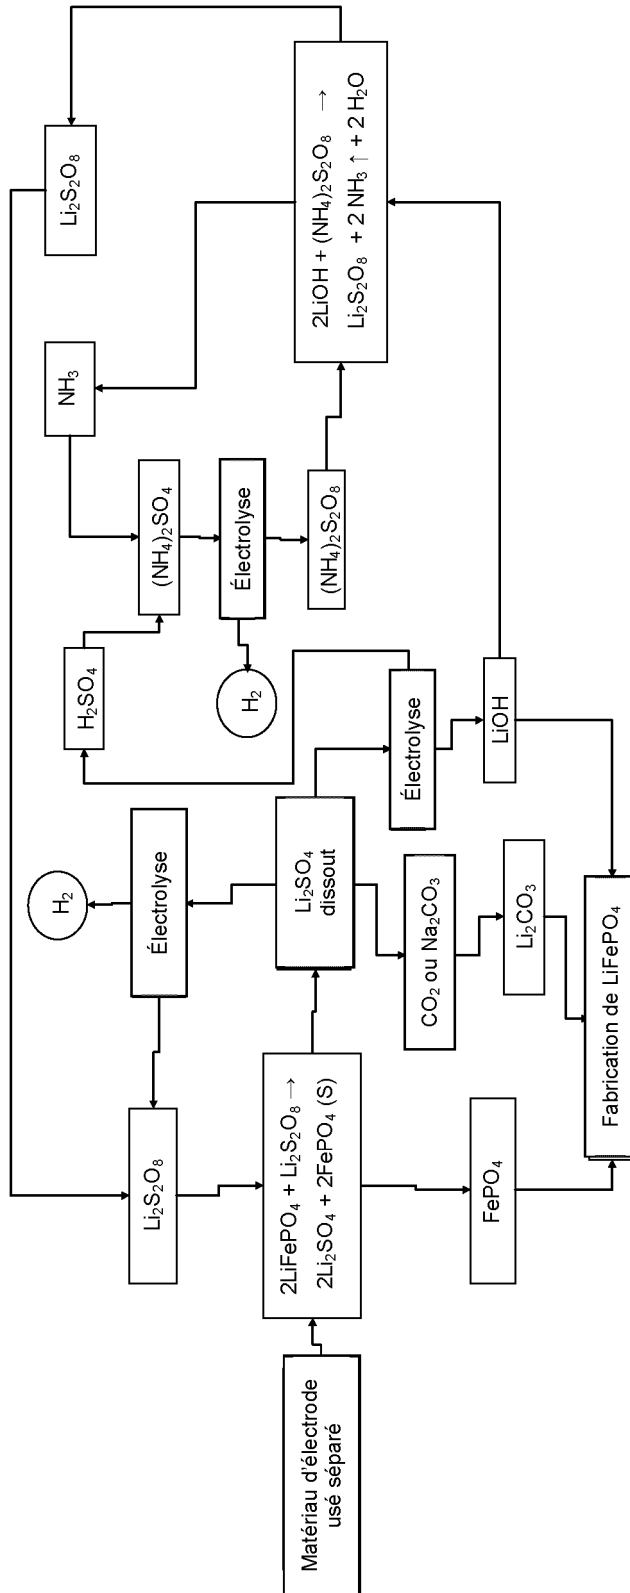 Matériau d'électrode
usé séparé
Li₂S₂O₈
2LiFePO₄ + Li₂S₂O₈ →
2Li₂SO₄ + 2FePO₄ (S)
FePO₄
H₂
Électrolyse
Li₂SO₄
dissout
CO₂ ou Na₂CO₃
Li₂CO₃
Fabrication de LiFePO₄
H₂SO₄
H₂
Électrolyse
LiOH
NH₃
(NH₄)₂SO₄
Électrolyse
(NH₄)₂S₂O₈
Li₂S₂O₈
2LiOH + (NH₄)₂S₂O₈ →
Li₂S₂O₈ + 2 NH₃ ↑ + 2 H₂O